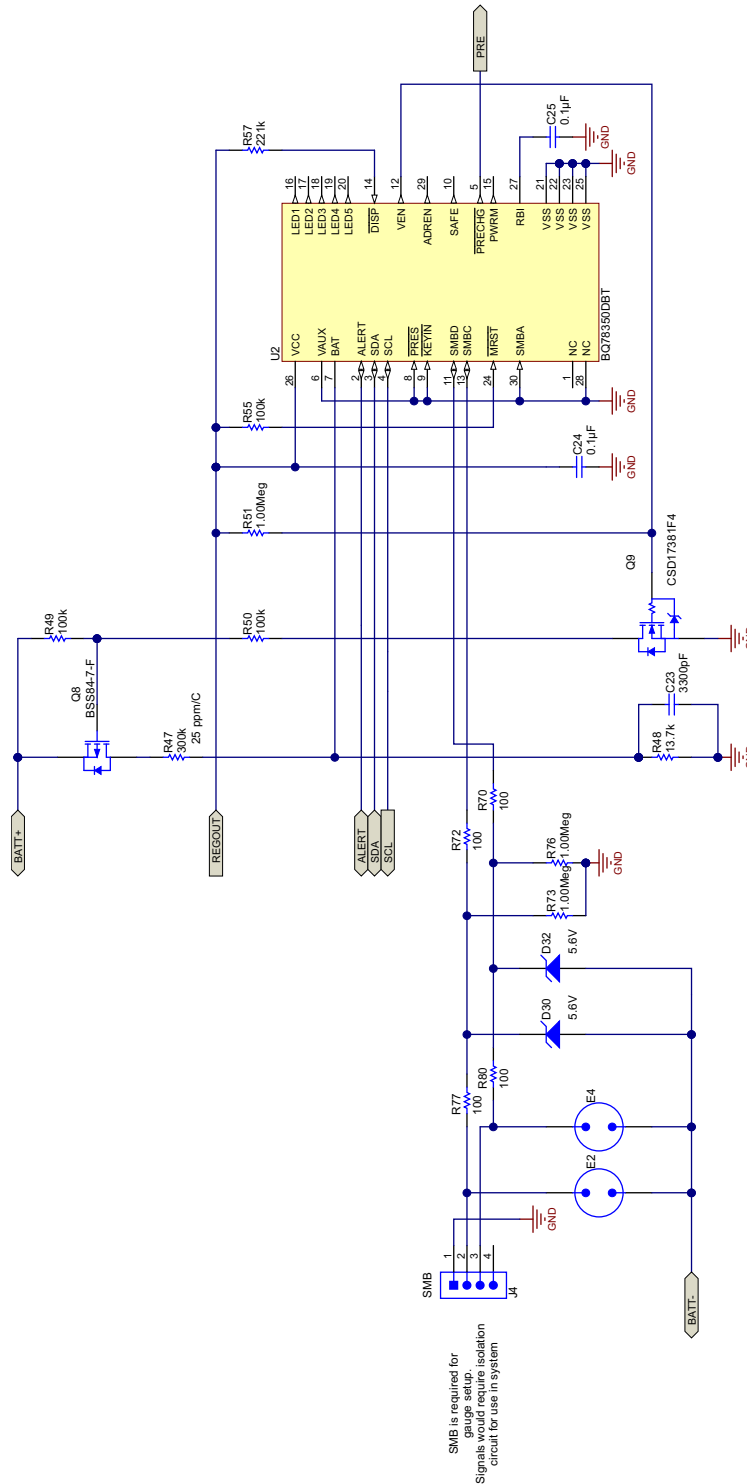 BATT+
Q8
BSS84-7-F
R49
100k
R47
300k
25 ppm/C
REGOUT
R50
100k
R51
1.00Meg
R55
100k
R57
221k
PRE
ALERT
SDA
SCL
U2
26
VCC
6
VAUX
7
BAT
2
ALERT
3
SDA
4
SCL
8
PRES
9
KEYIN
11
SMBD
13
SMBC
24
MRST
30
SMBA
1
NC
28
NC
LED1
16
LED2
17
LED3
18
LED4
19
LED5
20
DISP
14
VEN
12
ADREN
29
SAFE
10
PRECHG
5
PWRM
15
RBI
27
VSS
21
VSS
22
VSS
23
VSS
25
BQ78350DBT
C25
0.1µF
GND
GND
GND
C24
0.1µF
GND
Q9
CSD17381F4
C23
3300pF
R48
13.7k
R72
100
R70
100
R76
1.00Meg
R73
1.00Meg
GND
D32
5.6V
D30
5.6V
R77
100
R80
100
E4
E2
GND
SMB
1
2
3
4
J4
BATT-
SMB is required for
gauge setup.
Signals would require isolation
circuit for use in system